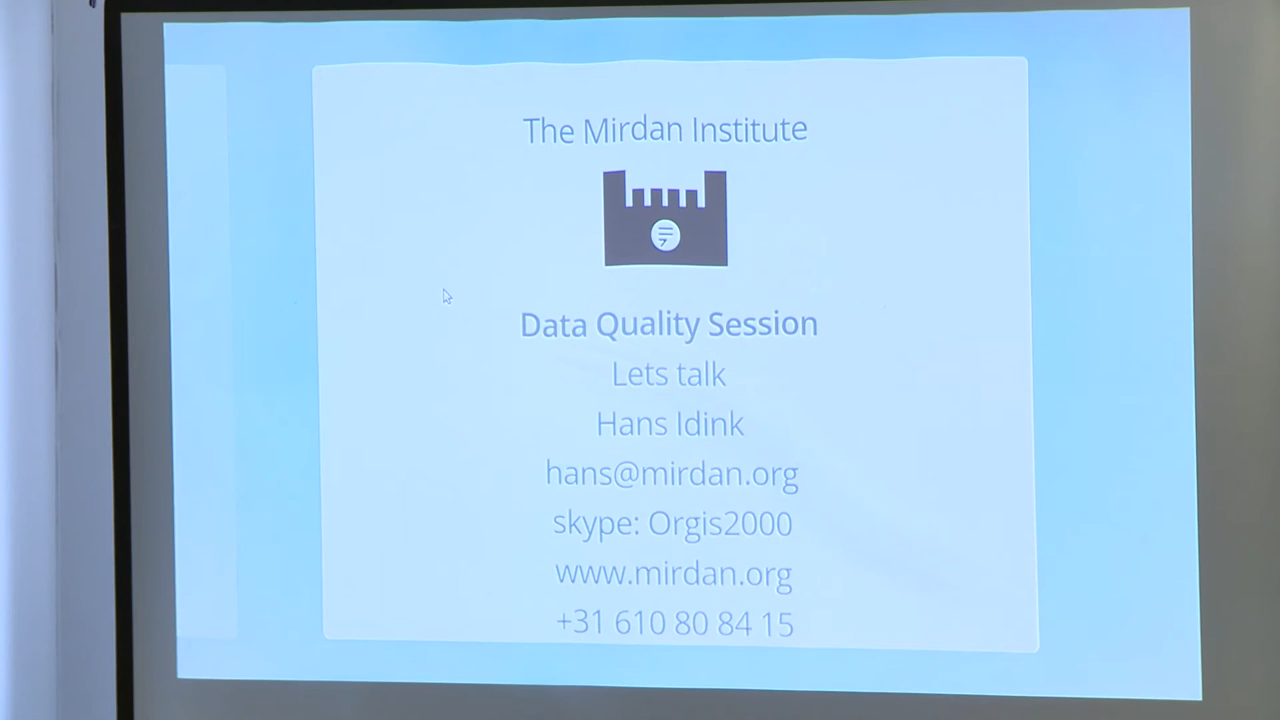 The Mirdan Institute
Data Quality Session
Lets talk
Hans Idink
hans@mirdan.org
skype: Orgis2000
www.mirdan.org
+31 610 80 84 15